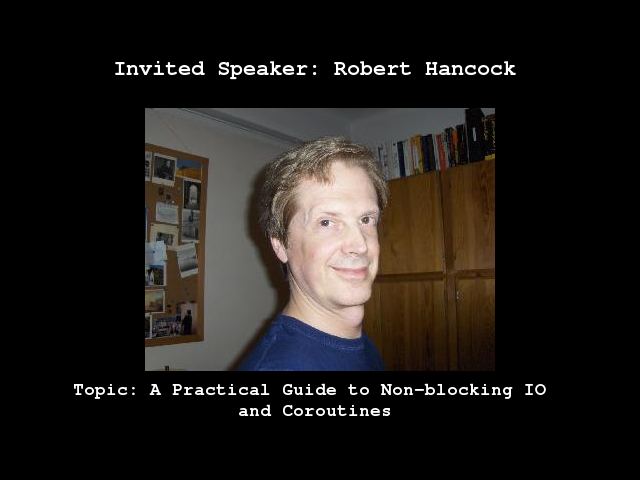 Invited Speaker: Robert Hancock
Topic: A Practical Guide to Non-blocking IO
and Coroutines